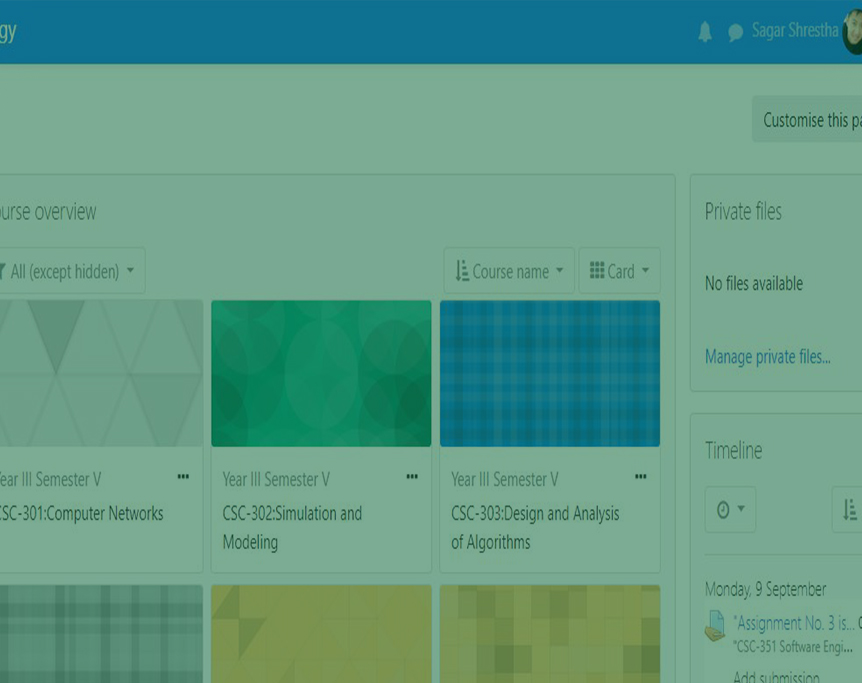 gy
Sagar Shrestha
Customise this pa
urse overview
Private files
All (except hidden)
Course name
Card
No files available
Manage private files...
Timeline
Year III Semester V
Year III Semester V
Year III Semester V
CSC-301:Computer Networks
CSC-302:Simulation and
Modeling
CSC-303:Design and Analysis
of Algorithms
Monday, 9 September
"Assignment No. 3 is...
"CSC-351 Software Engi...
Add submission